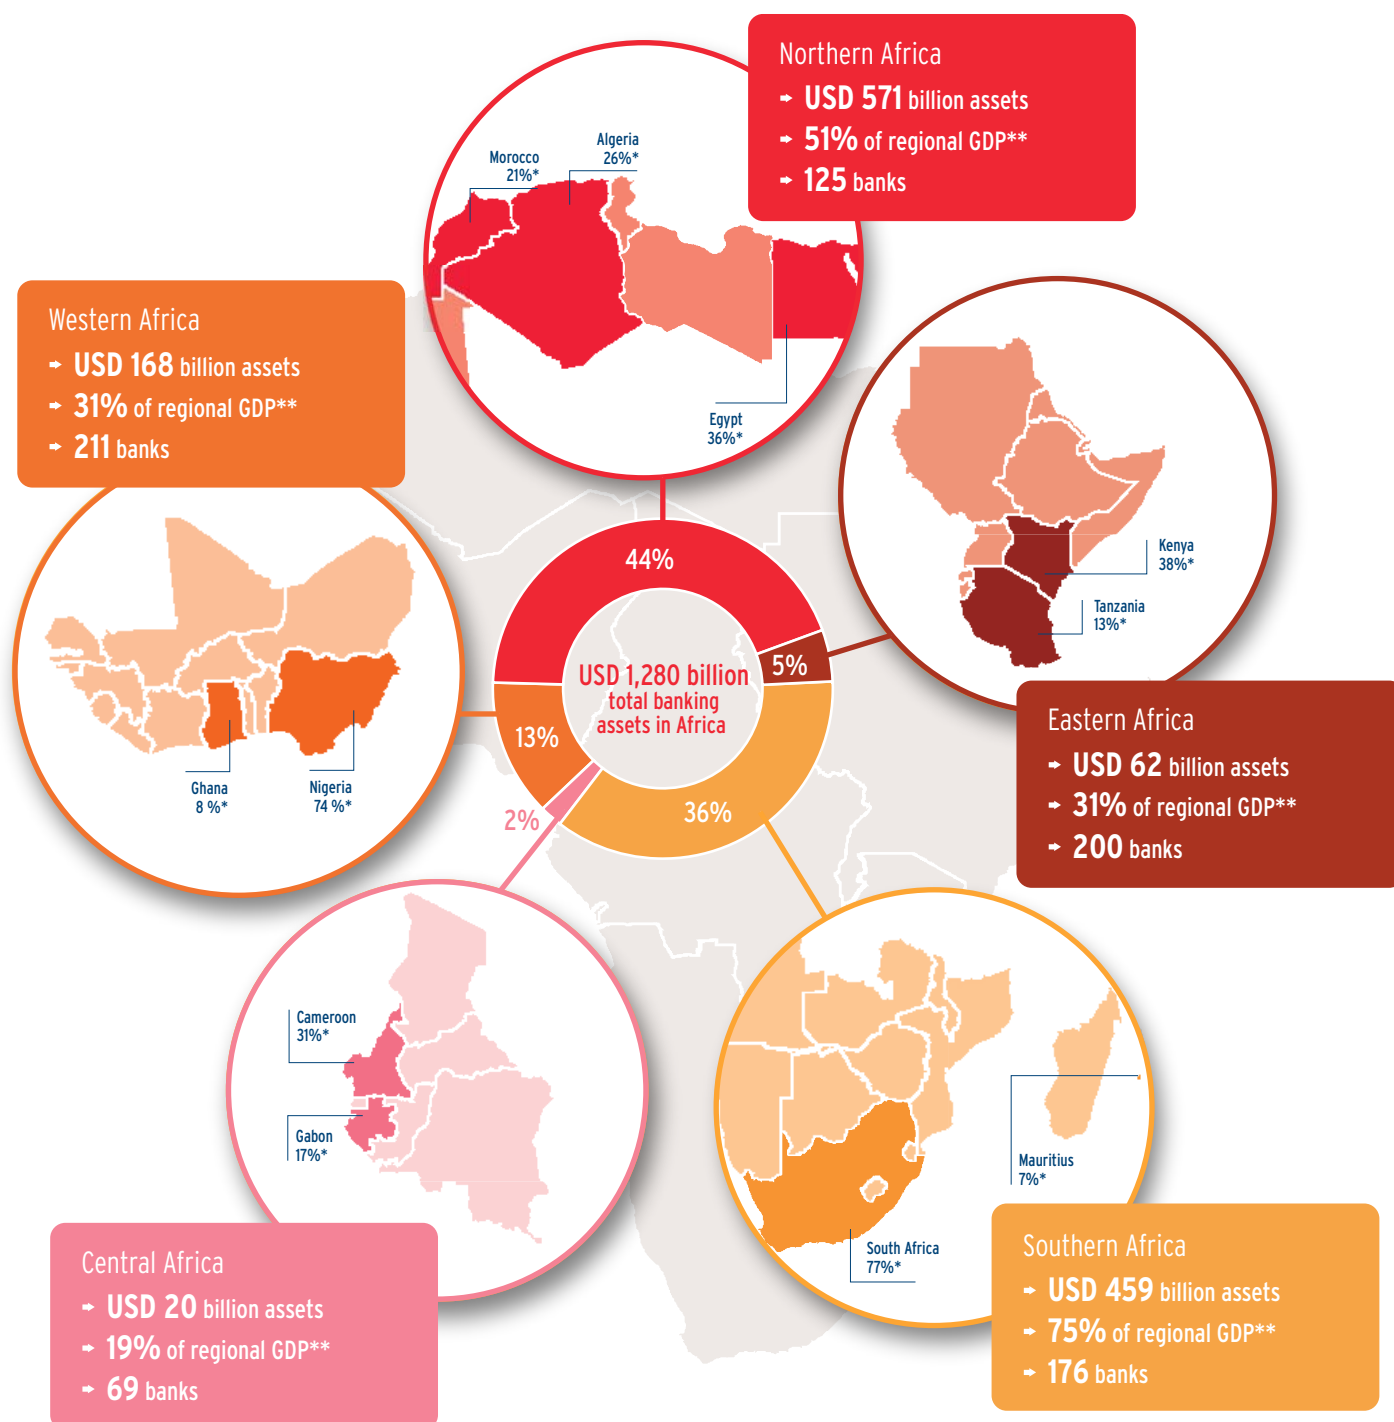 Northern Africa
➨ USD 571 billion assets
➨ 51% of regional GDP**
➨ 125 banks
Algeria
26%*
Morocco
21%*
Egypt
36%*
Western Africa
➨ USD 168 billion assets
➨ 31% of regional GDP**
➨ 211 banks
Kenya
38%*
Tanzania
13%*
44%
5%
USD 1,280 billion
total banking
assets in Africa
13%
36%
2%
Ghana
8 %*
Nigeria
74 %*
Eastern Africa
➨ USD 62 billion assets
➨ 31% of regional GDP**
➨ 200 banks
Cameroon
31%*
Gabon
17%*
Mauritius
7%*
South Africa
77%*
Central Africa
➨ USD 20 billion assets
➨ 19% of regional GDP**
➨ 69 banks
Southern Africa
➨ USD 459 billion assets
➨ 75% of regional GDP**
➨ 176 banks